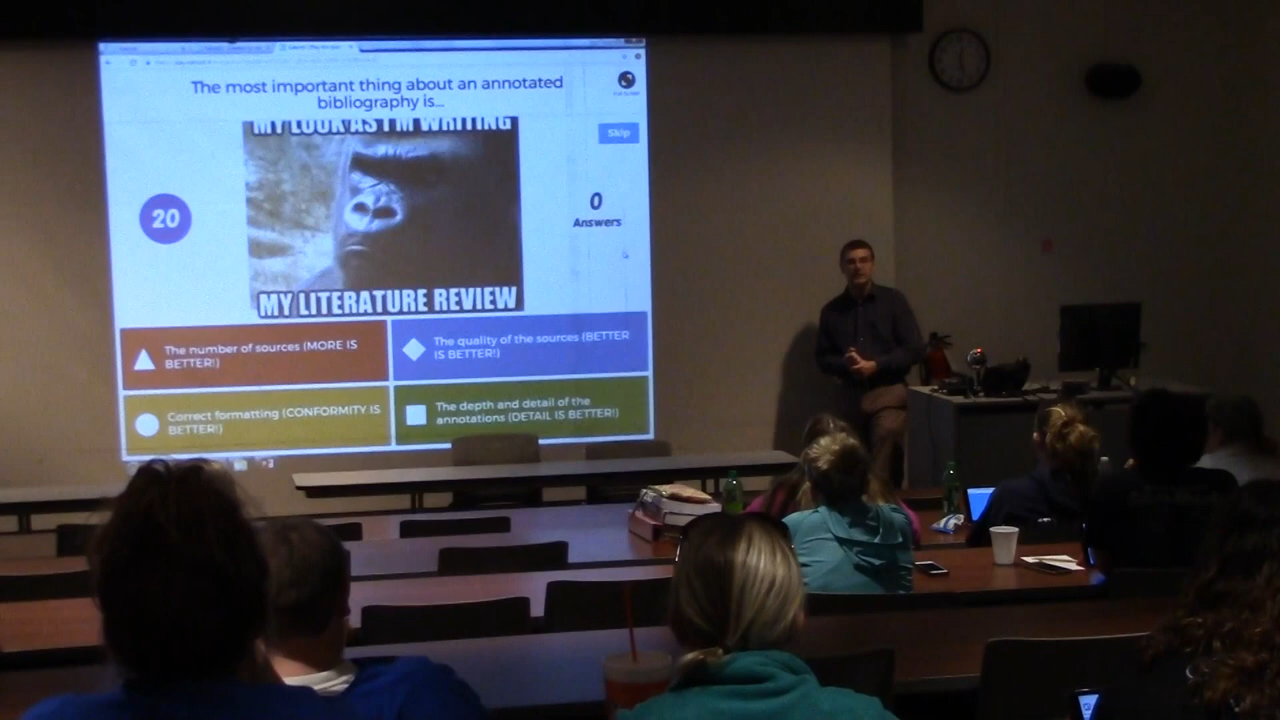 The most important thing about an annotated
bibliography is...
MY LOOK AS I'M WRITING
Skip
20
0
Answers
MY LITERATURE REVIEW
The number of sources (MORE IS
BETTER!)
The quality of the sources (BETTER
IS BETTER!)
Correct formatting (CONFORMITY IS
BETTER!)
The depth and detail of the
annotations (DETAIL IS BETTER!)